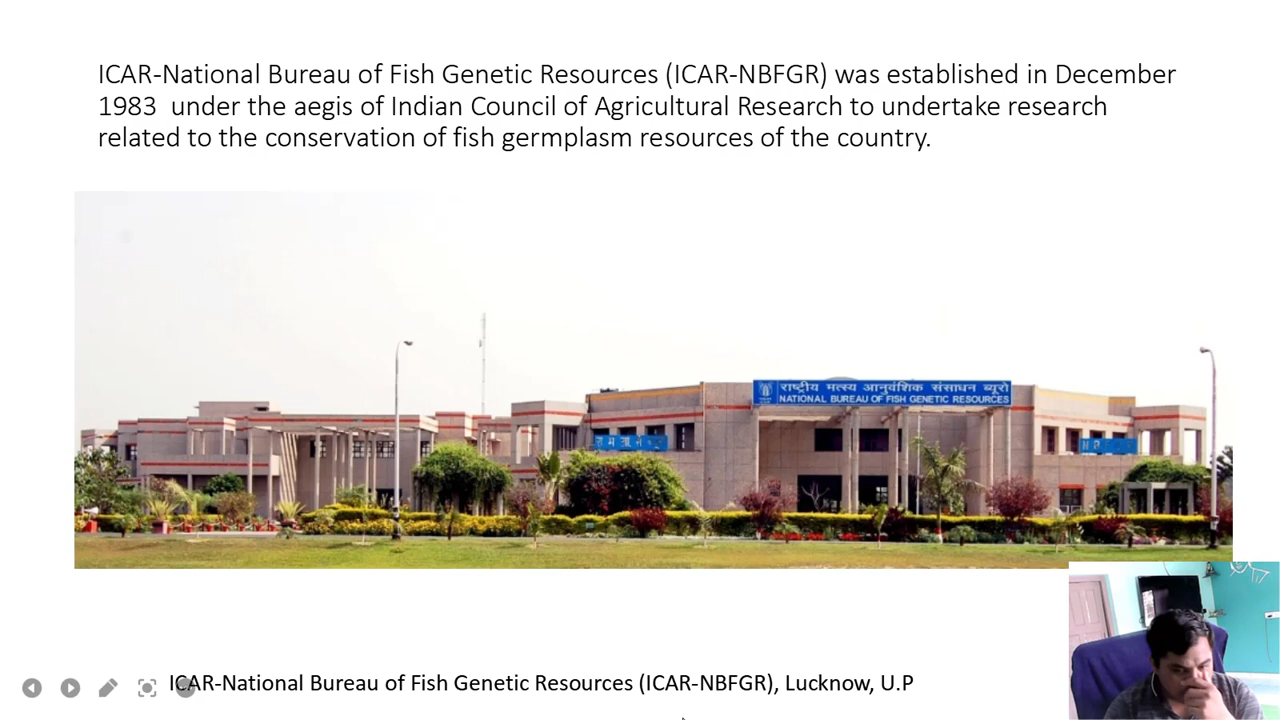 ICAR-National Bureau of Fish Genetic Resources (ICAR-NBFGR) was established in December
1983 under the aegis of Indian Council of Agricultural Research to undertake research
related to the conservation of fish germplasm resources of the country.
राष्ट्रीय मत्स्य आनुवंशिक संसाधन ब्यूरो
NATIONAL BUREAU OF FISH GENETIC RESOURCES
ICAR-National Bureau of Fish Genetic Resources (ICAR-NBFGR), Lucknow, U.P